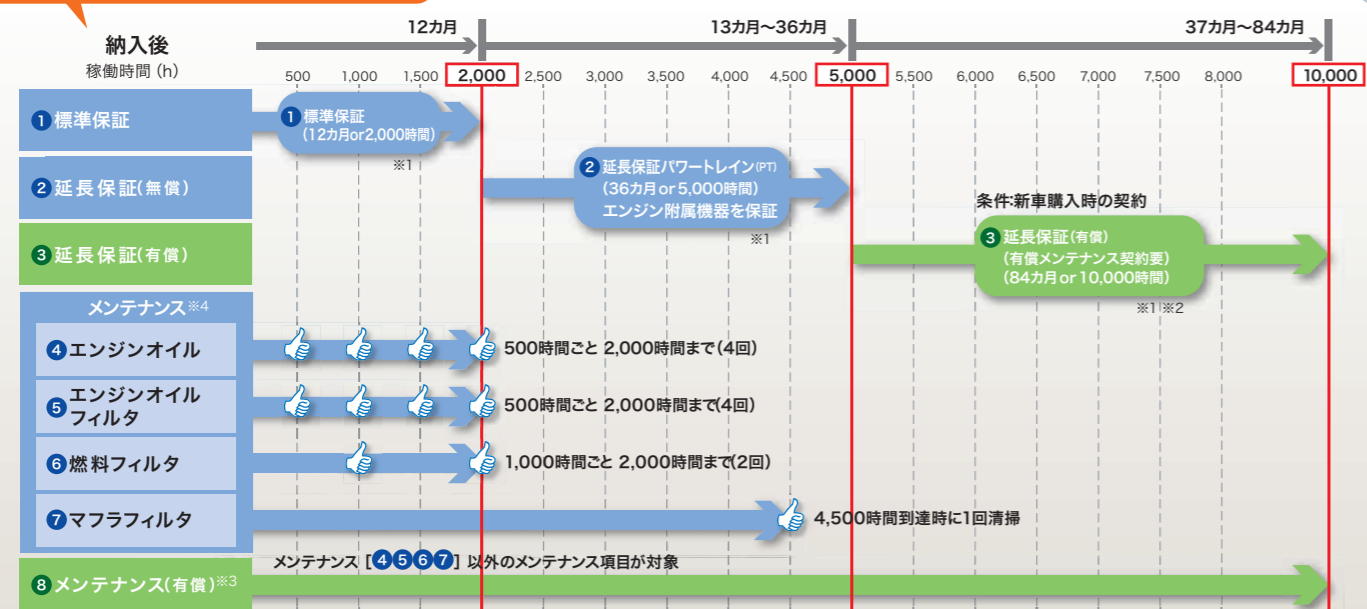 12カ月
13カ月～36カ月
37カ月～84カ月
納入後
稼働時間（h）
500 1,000 1,500 2,000 2,500 3,000 3,500 4,000 4,500 5,000 5,500 6,000 6,500 7,000 7,500 8,000 10,000
❶標準保証
❶ 標準保証
（12カ月or2,000時間）
※1
❷延長保証(無償)
❷ 延長保証パワートレイン(PT)
（36カ月or5,000時間）
エンジン附属機器を保証
※1
条件:新車購入時の契約
❸延長保証(有償)
❸ 延長保証(有償)
（有償メンテナンス契約要）
（84カ月or10,000時間）
※1 ※2
メンテナンス※4
❹エンジンオイル
500時間ごと 2,000時間まで（4回）
❺エンジンオイル
フィルタ
500時間ごと 2,000時間まで（4回）
❻燃料フィルタ
1,000時間ごと 2,000時間まで（2回）
❼マフラフィルタ
4,500時間到達時に1回清掃
メンテナンス［❹❺❻❼］以外のメンテナンス項目が対象
❽メンテナンス(有償)※3